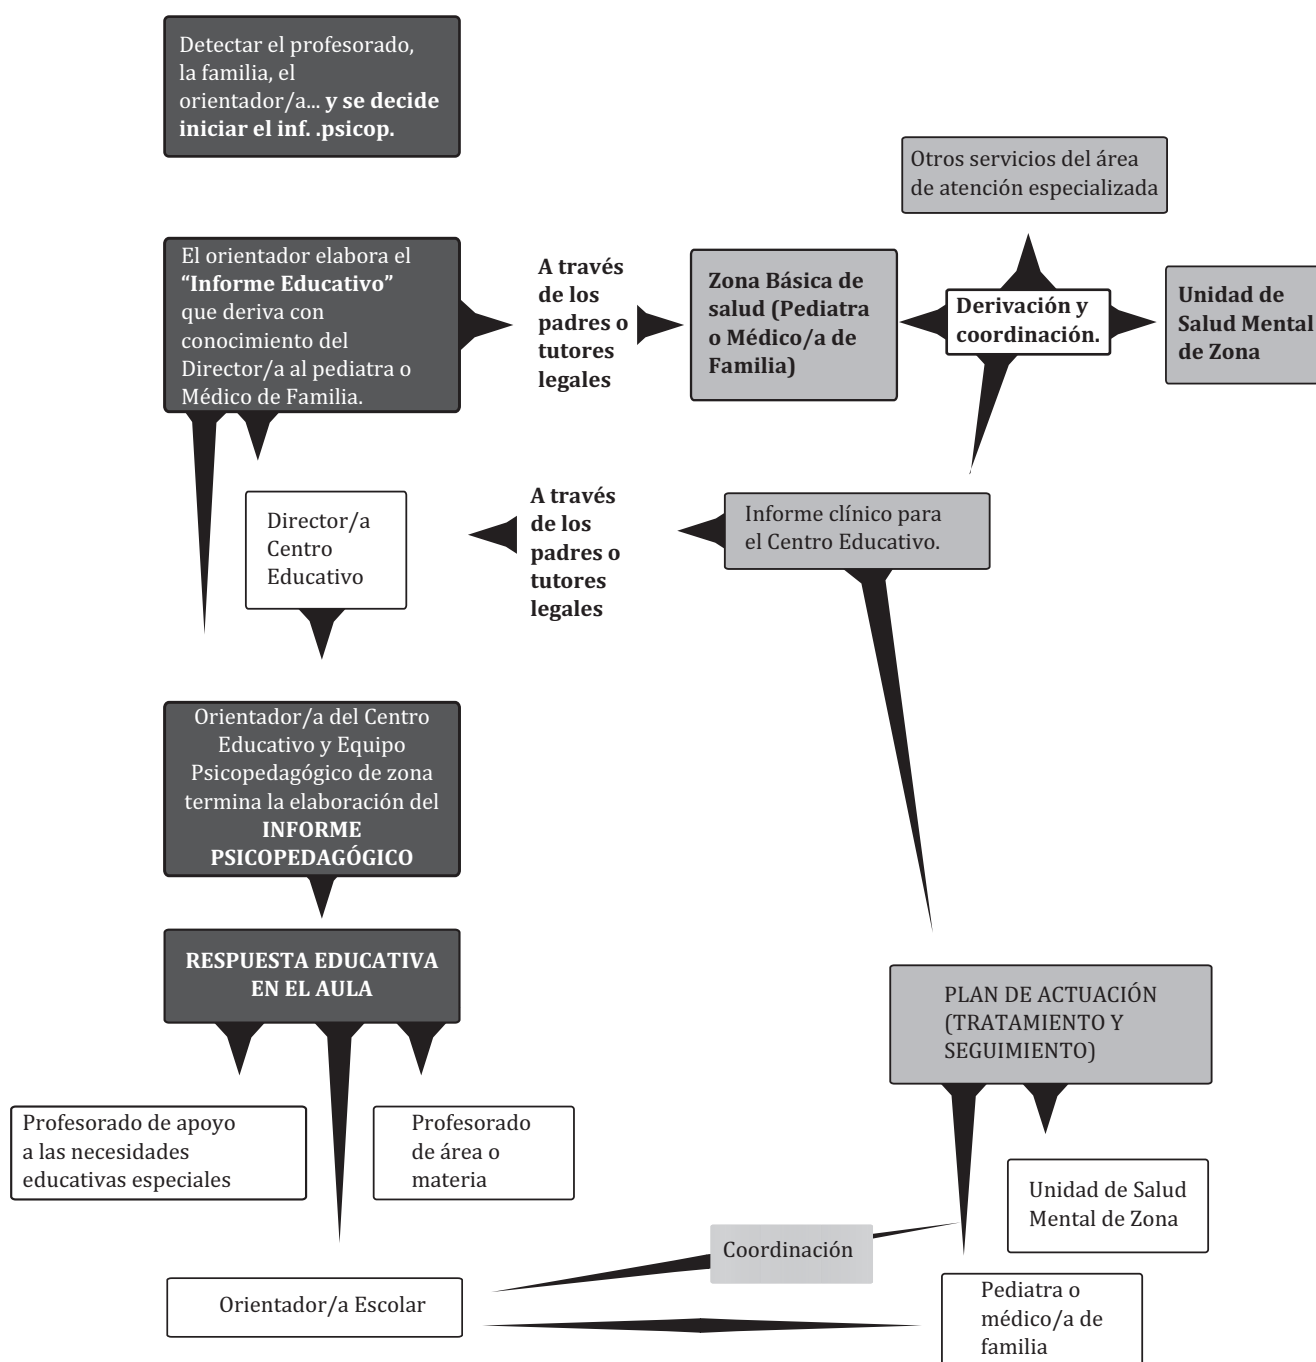 Detectar el profesorado,
la familia, el
orientador/a... y se decide
iniciar el inf. .psicop.
Otros servicios del área
de atención especializada
El orientador elabora el
“Informe Educativo”
que deriva con
conocimiento del
Director/a al pediatra o
Médico de Familia.
A través
de los
padres o
tutores
legales
Zona Básica de
salud (Pediatra
o Médico/a de
Familia)
Derivación y
coordinación.
Unidad de
Salud Mental
de Zona
Director/a
Centro
Educativo
A través
de los
padres o
tutores
legales
Informe clínico para
el Centro Educativo.
Orientador/a del Centro
Educativo y Equipo
Psicopedagógico de zona
termina la elaboración del
INFORME
PSICOPEDAGÓGICO
RESPUESTA EDUCATIVA
EN EL AULA
PLAN DE ACTUACIÓN
(TRATAMIENTO Y
SEGUIMIENTO)
Profesorado de apoyo
a las necesidades
educativas especiales
Profesorado
de área o
materia
Unidad de Salud
Mental de Zona
Coordinación
Orientador/a Escolar
Pediatra o
médico/a de
familia